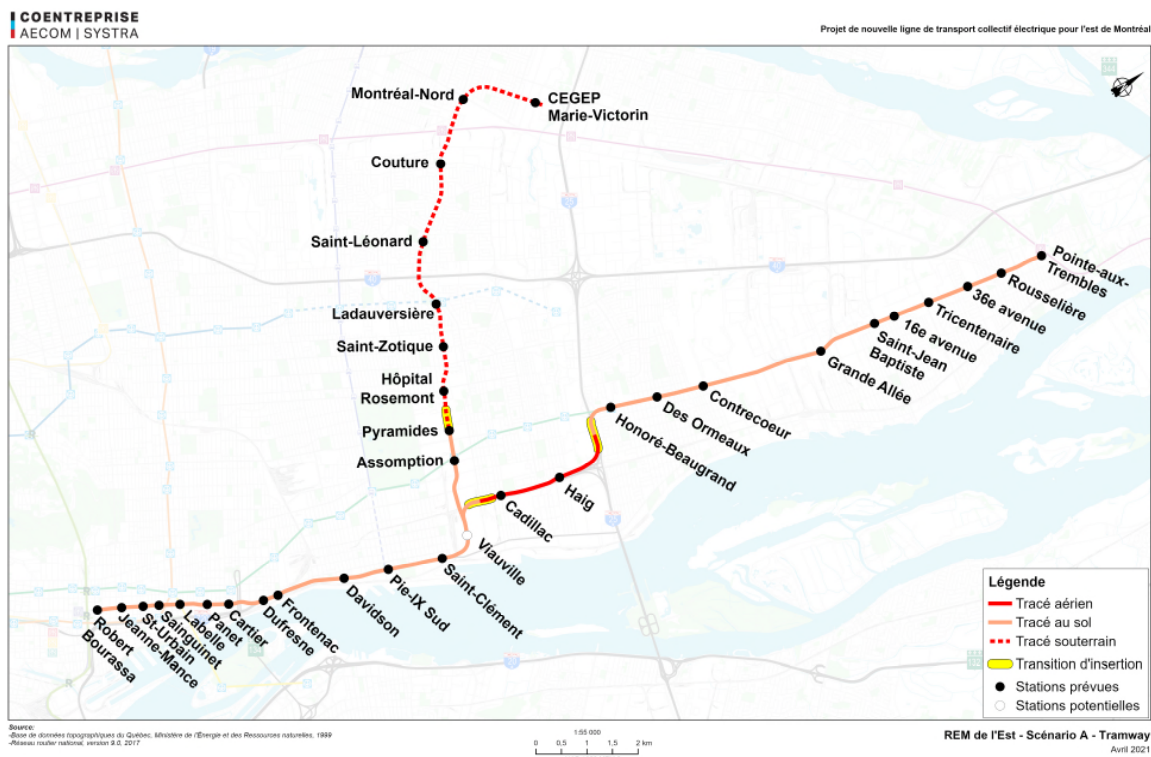 COENTREPRISE
AECOM | SYSTRA
Projet de nouvelle ligne de transport collectif électrique pour l'est de Montréal
Montréal-Nord
CEGEP
Marie-Victorin
Couture
Saint-Léonard
Ladauversière
Saint-Zotique
Hôpital
Rosemont
Pyramides
Assomption
Pointe-aux-
Trembles
Rousselière
36e avenue
Tricentenaire
16e avenue
Saint-Jean
Baptiste
Grande Allée
Contrecoeur
Des Ormeaux
Honoré-Beaugrand
Haig
Cadillac
Viauville
Saint-Clément
Pie-IX Sud
Davidson
Frontenac
Dufresne
Cartier
Panet
Labelle
Sainguinet
St-Urbain
Jeanne-Mance
Robert
Bourassa
Légende
Tracé aérien
Tracé au sol
Tracé souterrain
Transition d'insertion
Stations prévues
Stations potentielles
Source:
-Base de données topographiques du Québec, Ministère de l'Énergie et des Ressources naturelles, 1999
-Réseau routier national, version 9.0, 2017
1:55 000
0 0,5 1 1,5 2 km
REM de l'Est - Scénario A - Tramway
Avril 2021